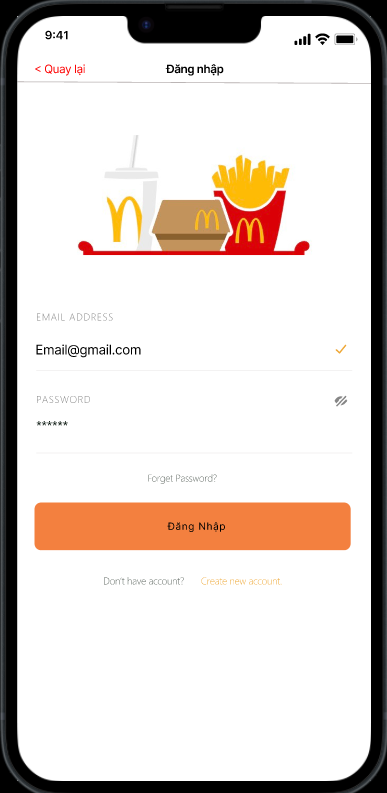 9:41
< Quay lại Đăng nhập
EMAIL ADDRESS
Email@gmail.com
PASSWORD
******
Forget Password?
Đăng Nhập
Don't have account? Create new account.